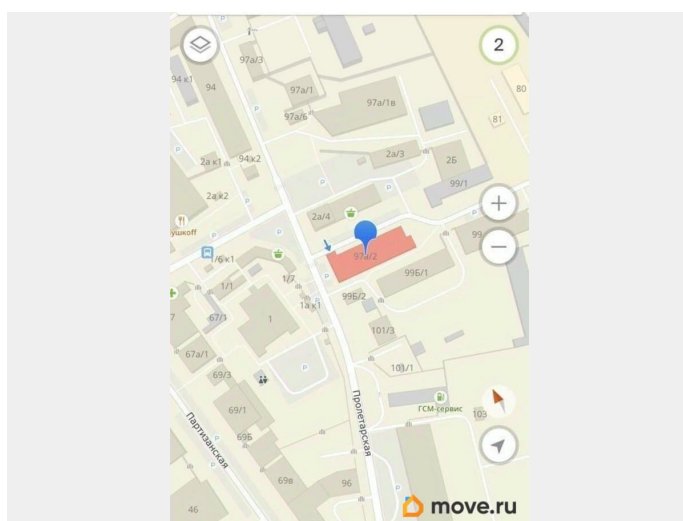 2
97а/3
94 к1
94
97а/1
80
97а/1в
97а/6
81
P
2а/3
2а к1
94 к2
2Б
99/1
P
2а к2
2а/4
+
ушкоff
99
97а/2
−
1/6 к1
99Б/1
1/7
1/1
99Б/2
1а к1
7
67/1
1
101/3
67а/1
101/1
69/3
P
ГСМ-сервис
103
69/1
Пролетарская
Партизанская
69Б
69в
96
46
move.ru